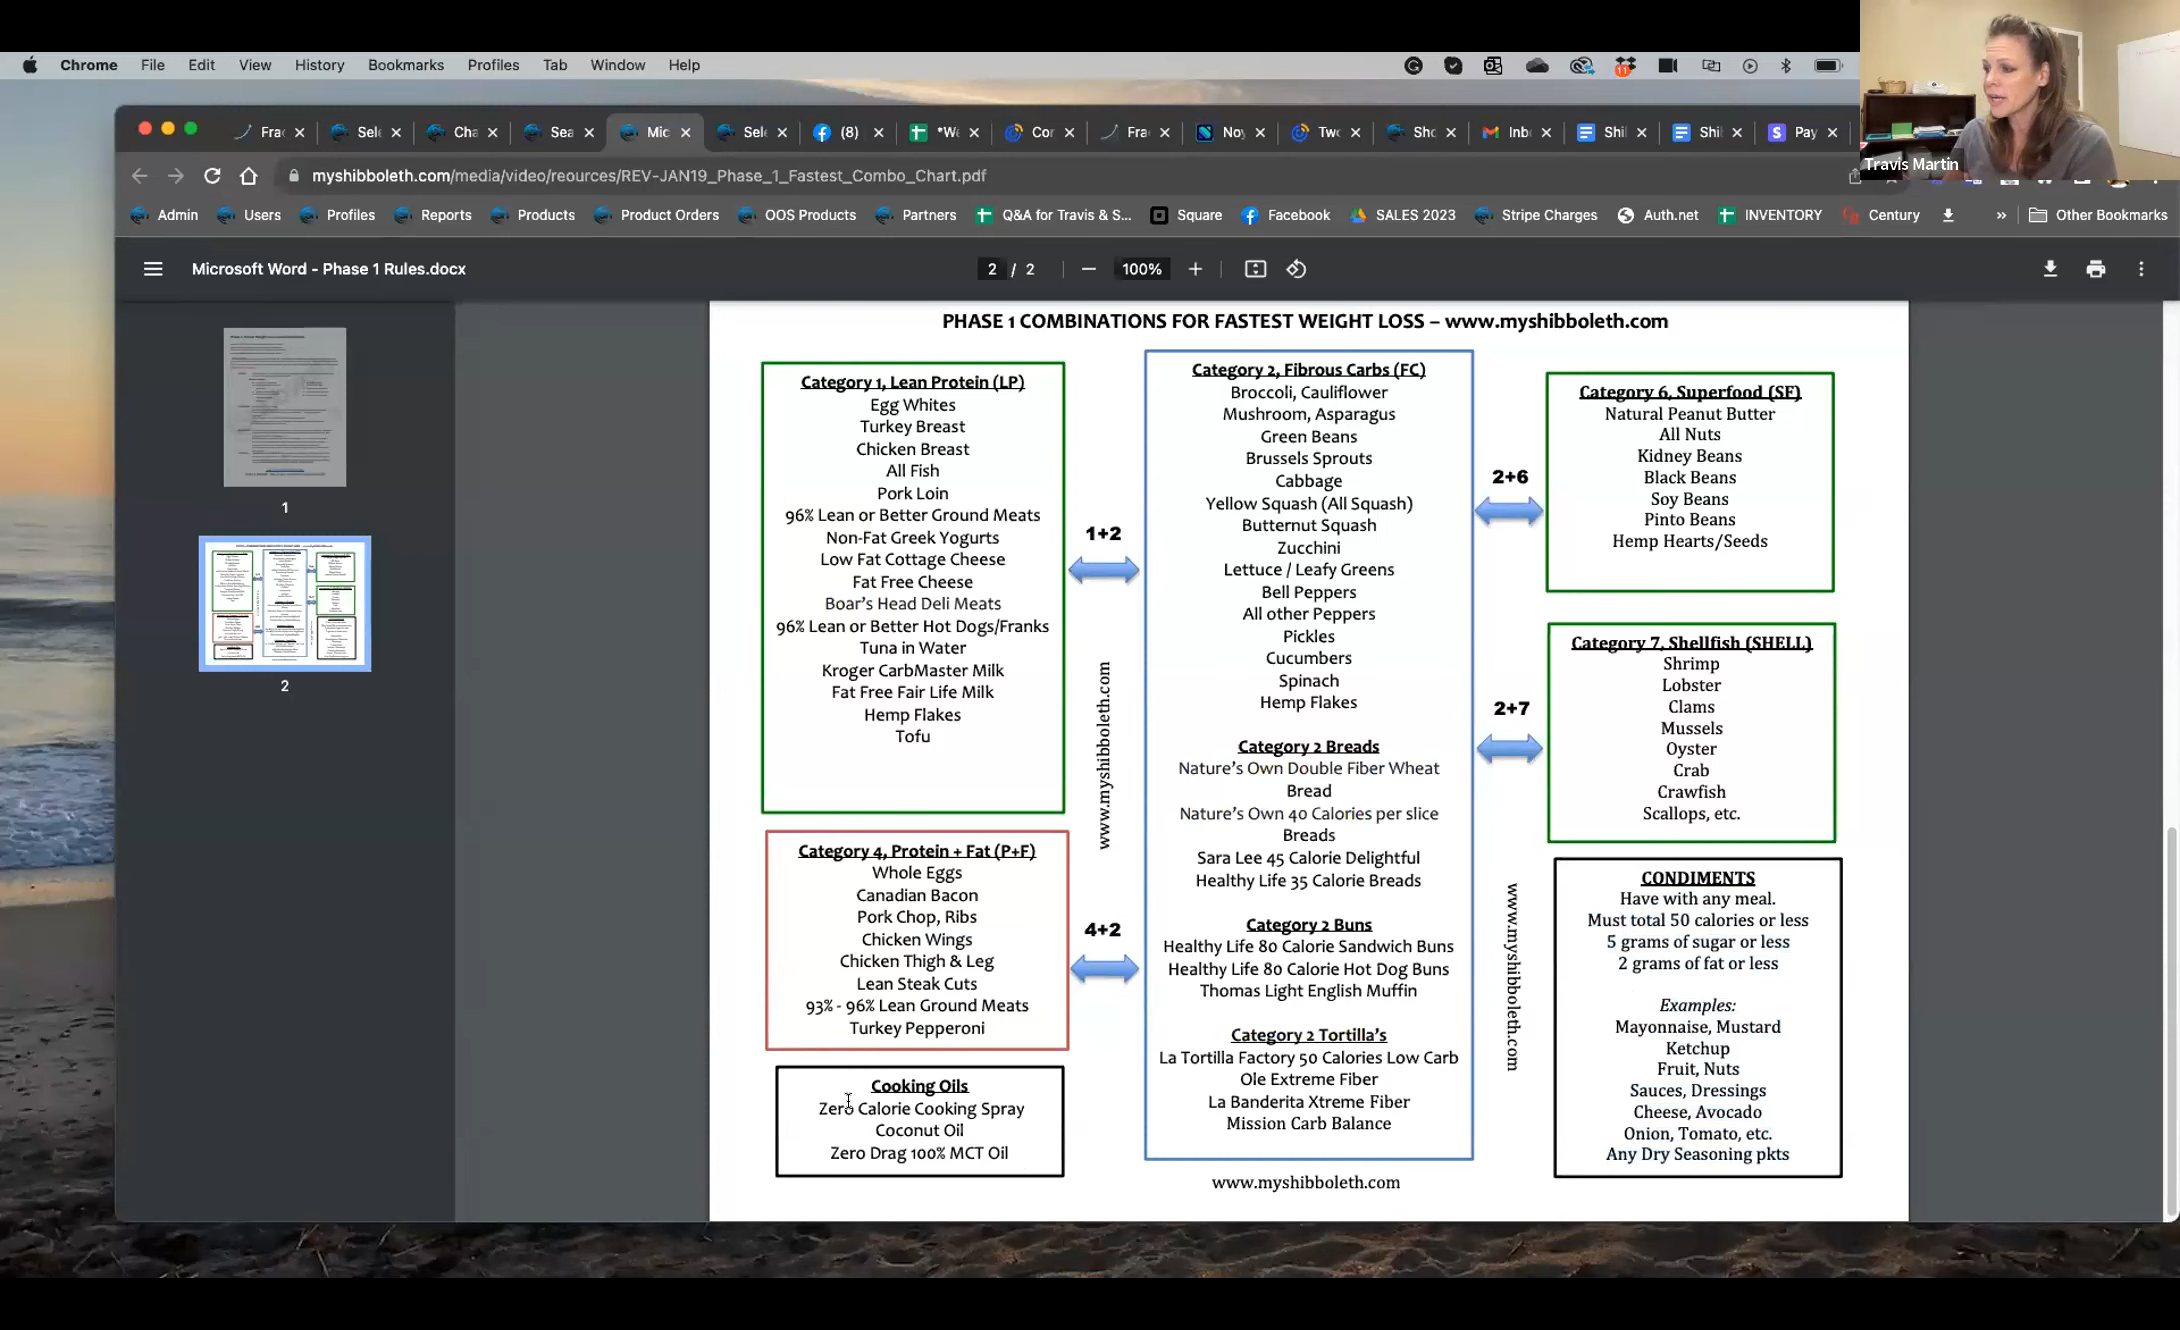 Chrome File Edit View History Bookmarks Profiles Tab Window Help
11
Frac Sele Cha Sea Mic Sele (8) *We Cor Frac Noy Two Sho Inb Shil Shil Pay
myshibboleth.com/media/video/reources/REV-JAN19_Phase_1_Fastest_Combo_Chart.pdf
Travis Martin
Admin Users Profiles Reports Products Product Orders OOS Products Partners Q&A for Travis & S... Square Facebook SALES 2023 Stripe Charges Auth.net INVENTORY Century » Other Bookmarks
Microsoft Word - Phase 1 Rules.docx
2 / 2 100%
1
2
PHASE 1 COMBINATIONS FOR FASTEST WEIGHT LOSS – www.myshibboleth.com
Category 1, Lean Protein (LP)
Egg Whites
Turkey Breast
Chicken Breast
All Fish
Pork Loin
96% Lean or Better Ground Meats
Non-Fat Greek Yogurts
Low Fat Cottage Cheese
Fat Free Cheese
Boar's Head Deli Meats
96% Lean or Better Hot Dogs/Franks
Tuna in Water
Kroger CarbMaster Milk
Fat Free Fair Life Milk
Hemp Flakes
Tofu
Category 4, Protein + Fat (P+F)
Whole Eggs
Canadian Bacon
Pork Chop, Ribs
Chicken Wings
Chicken Thigh & Leg
Lean Steak Cuts
93% - 96% Lean Ground Meats
Turkey Pepperoni
Cooking Oils
Zero Calorie Cooking Spray
Coconut Oil
Zero Drag 100% MCT Oil
1+2
www.myshibboleth.com
4+2
Category 2, Fibrous Carbs (FC)
Broccoli, Cauliflower
Mushroom, Asparagus
Green Beans
Brussels Sprouts
Cabbage
Yellow Squash (All Squash)
Butternut Squash
Zucchini
Lettuce / Leafy Greens
Bell Peppers
All other Peppers
Pickles
Cucumbers
Spinach
Hemp Flakes
Category 2 Breads
Nature's Own Double Fiber Wheat
Bread
Nature's Own 40 Calories per slice
Breads
Sara Lee 45 Calorie Delightful
Healthy Life 35 Calorie Breads
Category 2 Buns
Healthy Life 80 Calorie Sandwich Buns
Healthy Life 80 Calorie Hot Dog Buns
Thomas Light English Muffin
Category 2 Tortilla's
La Tortilla Factory 50 Calories Low Carb
Ole Extreme Fiber
La Banderita Xtreme Fiber
Mission Carb Balance
www.myshibboleth.com
2+6
2+7
www.myshibboleth.com
Category 6, Superfood (SF)
Natural Peanut Butter
All Nuts
Kidney Beans
Black Beans
Soy Beans
Pinto Beans
Hemp Hearts/Seeds
Category 7, Shellfish (SHELL)
Shrimp
Lobster
Clams
Mussels
Oyster
Crab
Crawfish
Scallops, etc.
CONDIMENTS
Have with any meal.
Must total 50 calories or less
5 grams of sugar or less
2 grams of fat or less
Examples:
Mayonnaise, Mustard
Ketchup
Fruit, Nuts
Sauces, Dressings
Cheese, Avocado
Onion, Tomato, etc.
Any Dry Seasoning pkts